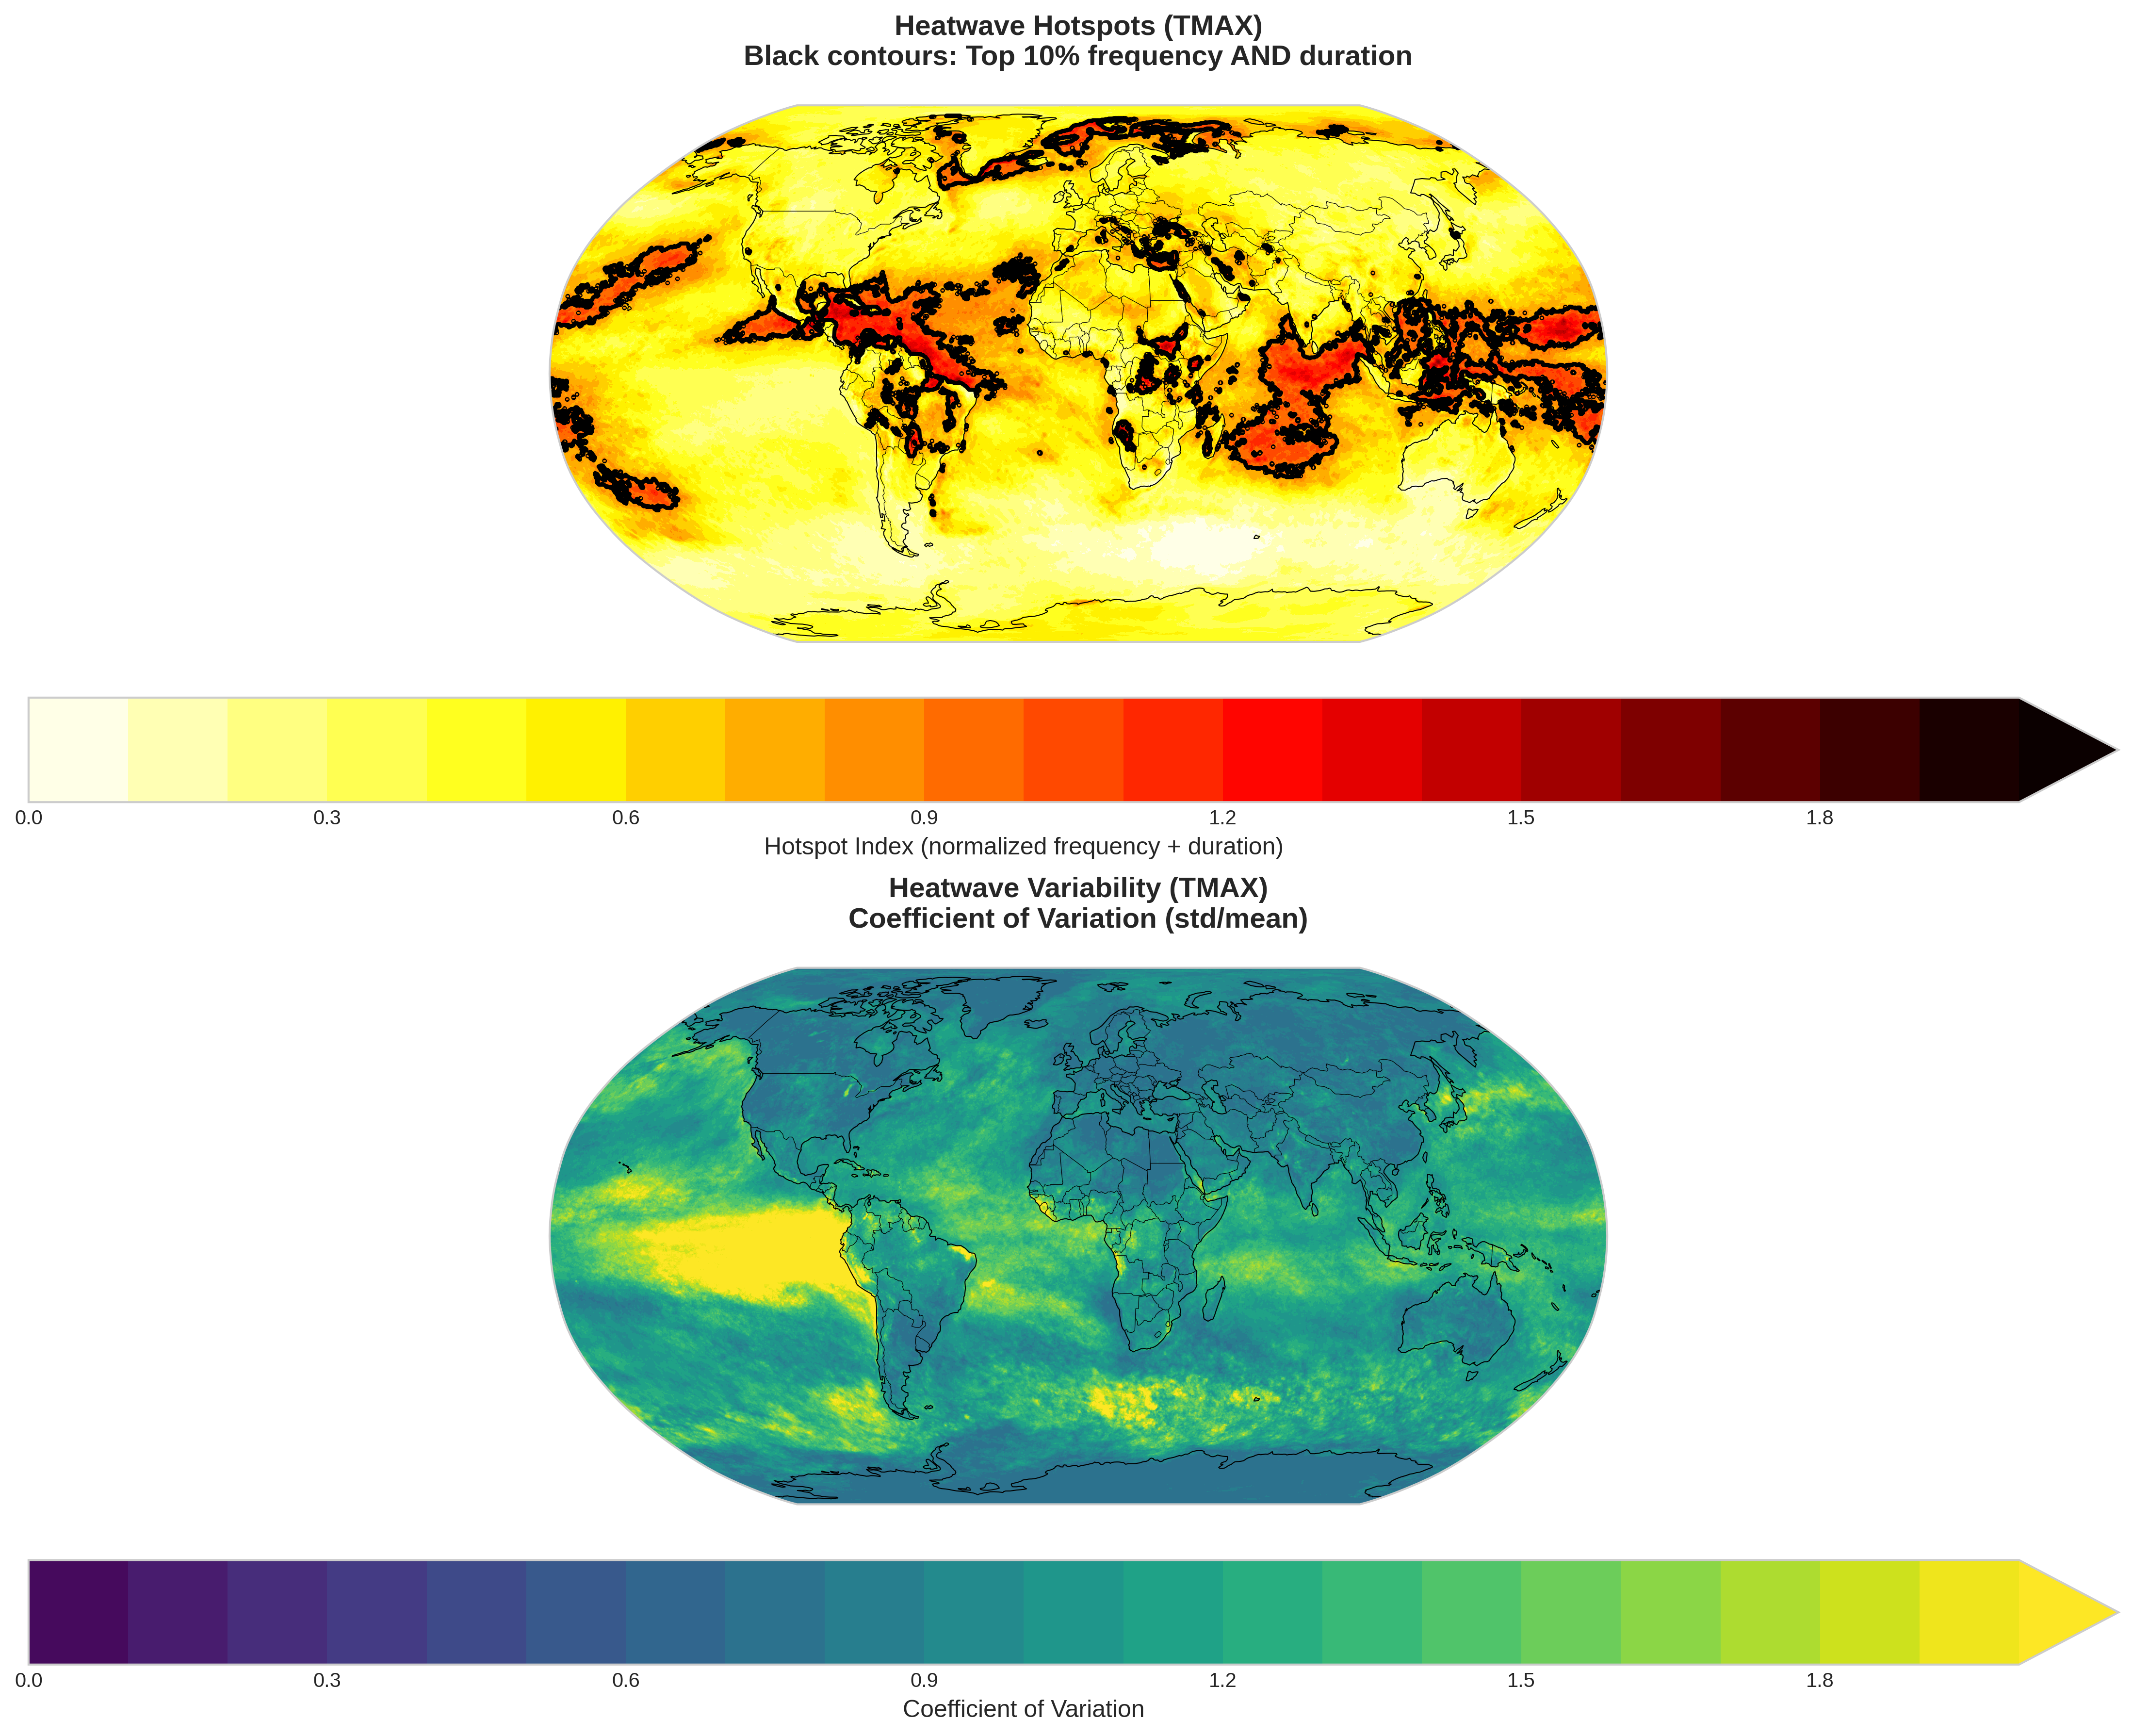 Heatwave Hotspots (TMAX)
Black contours: Top 10% frequency AND duration
0.0 0.3 0.6 0.9 1.2 1.5 1.8
Hotspot Index (normalized frequency + duration)
Heatwave Variability (TMAX)
Coefficient of Variation (std/mean)
0.0 0.3 0.6 0.9 1.2 1.5 1.8
Coefficient of Variation